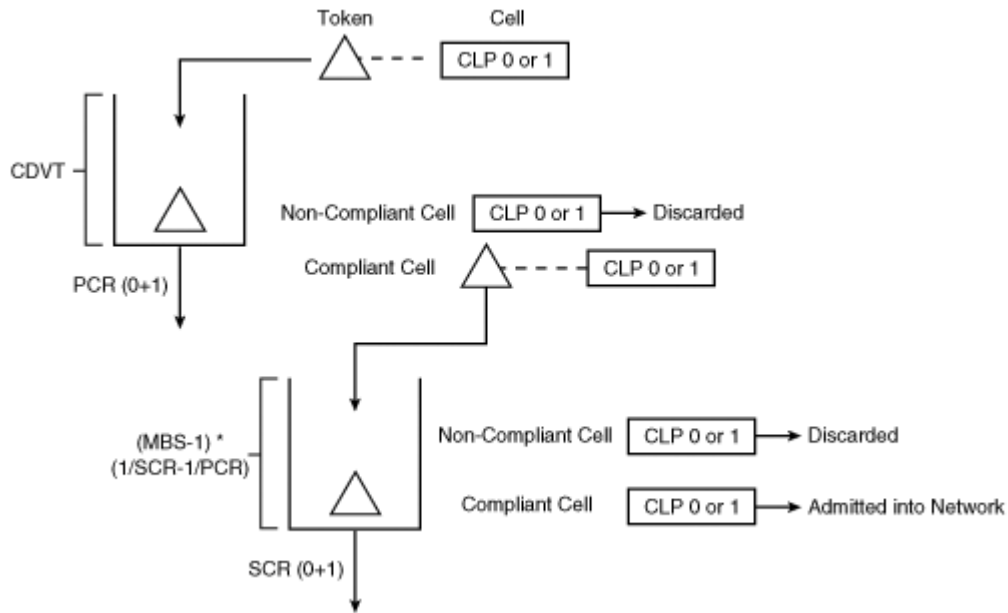 Token
Cell
CLP 0 or 1
CDVT
Non-Compliant Cell
CLP 0 or 1
Discarded
Compliant Cell
CLP 0 or 1
PCR (0+1)
(MBS-1) *
(1/SCR-1/PCR)
Non-Compliant Cell
CLP 0 or 1
Discarded
Compliant Cell
CLP 0 or 1
Admitted into Network
SCR (0+1)